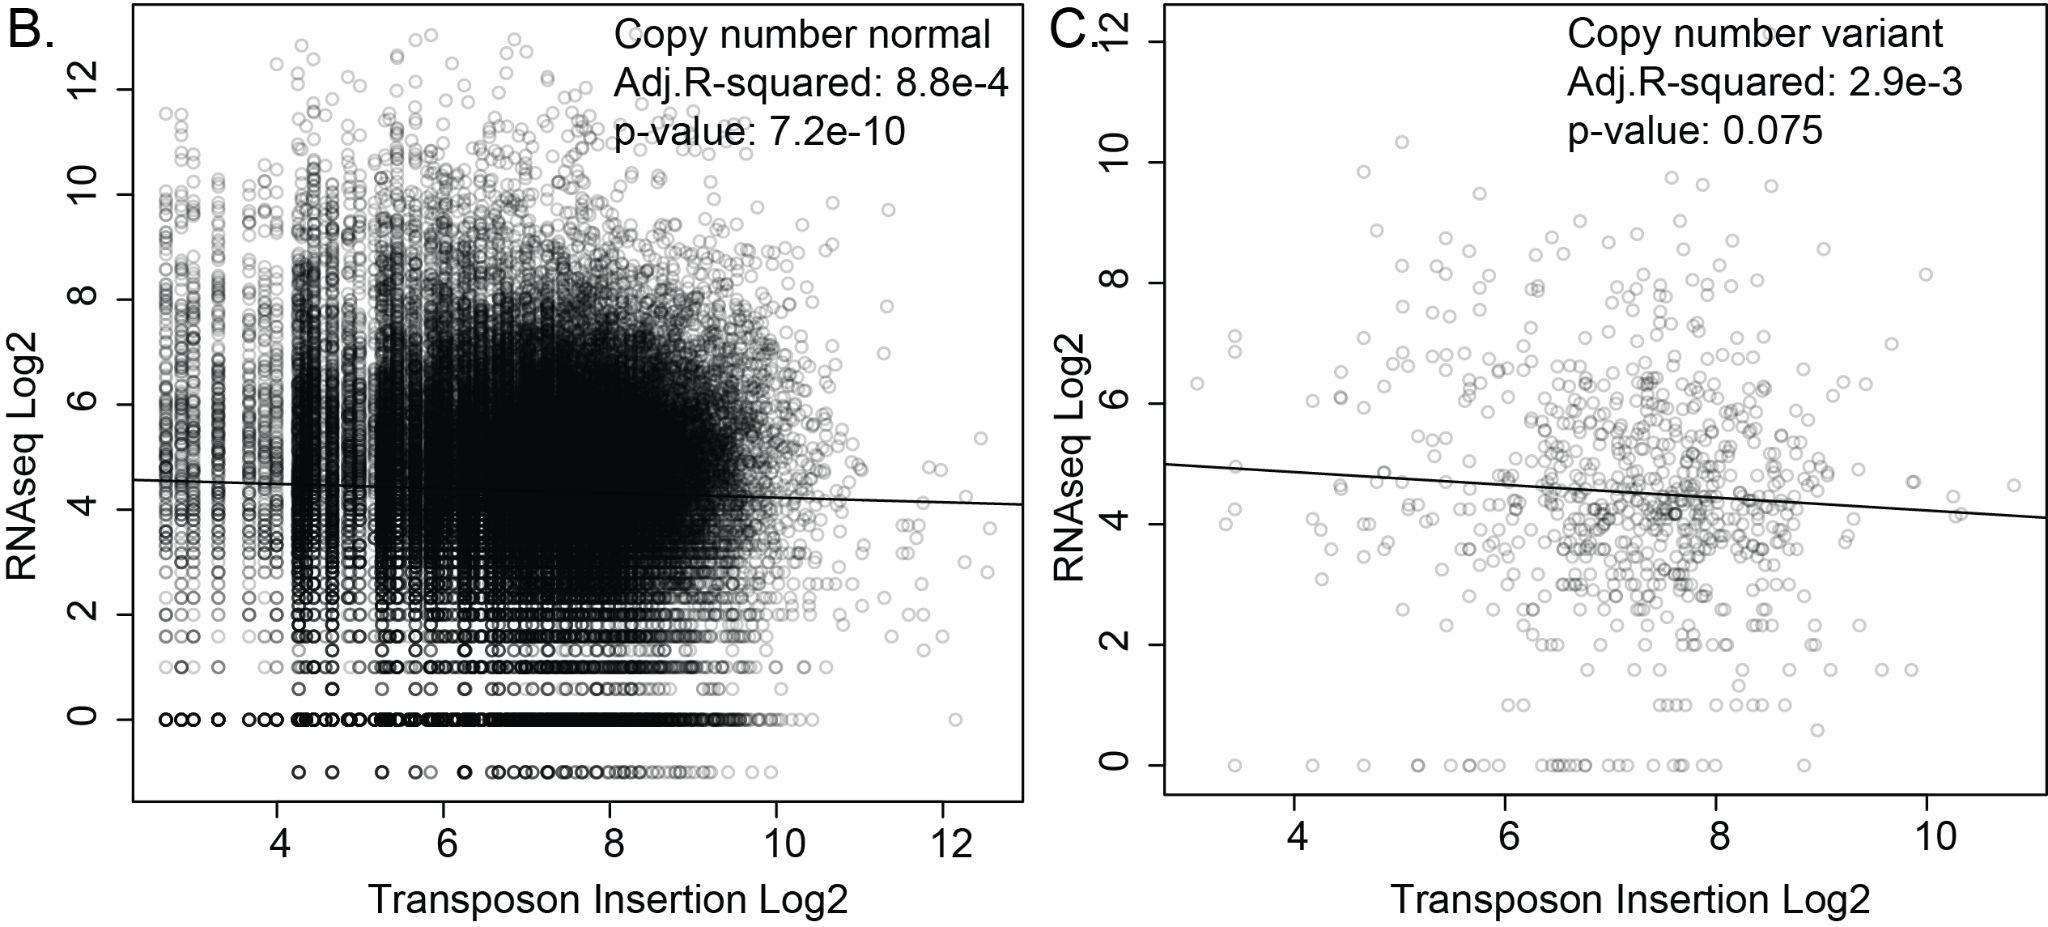 B.
Copy number normal
Adj.R-squared: 8.8e-4
p-value: 7.2e-10
RNAseq Log2
12
10
8
6
4
2
0
4 6 8 10 12
Transposon Insertion Log2
C.
Copy number variant
Adj.R-squared: 2.9e-3
p-value: 0.075
RNAseq Log2
12
10
8
6
4
2
0
4 6 8 10
Transposon Insertion Log2